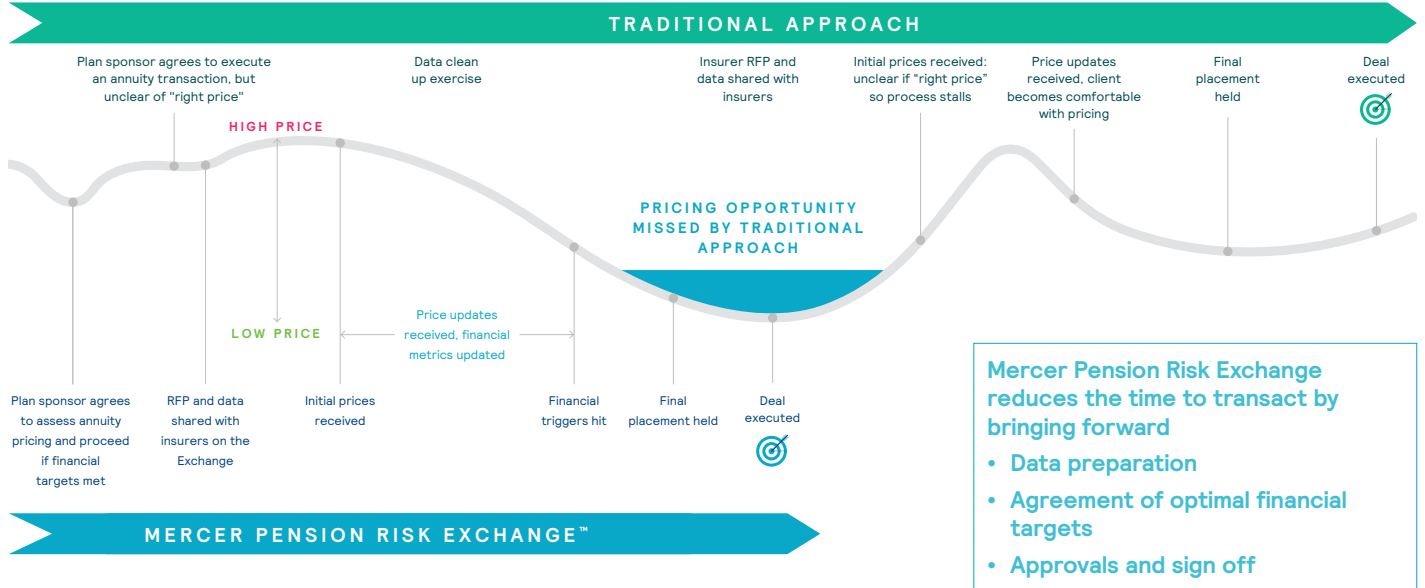 TRADITIONAL APPROACH
Plan sponsor agrees to execute
an annuity transaction, but
unclear of "right price"
Data clean
up exercise
Insurer RFP and
data shared with
insurers
Initial prices received:
unclear if “right price”
so process stalls
Price updates
received, client
becomes comfortable
with pricing
Final
placement
held
Deal
executed
HIGH PRICE
PRICING OPPORTUNITY
MISSED BY TRADITIONAL
APPROACH
LOW PRICE
Price updates
received, financial
metrics updated
Plan sponsor agrees
to assess annuity
pricing and proceed
if financial
targets met
RFP and data
shared with
insurers on the
Exchange
Initial prices
received
Financial
triggers hit
Final
placement held
Deal
executed
MERCER PENSION RISK EXCHANGE™
Mercer Pension Risk Exchange
reduces the time to transact by
bringing forward
• Data preparation
• Agreement of optimal financial
targets
• Approvals and sign off